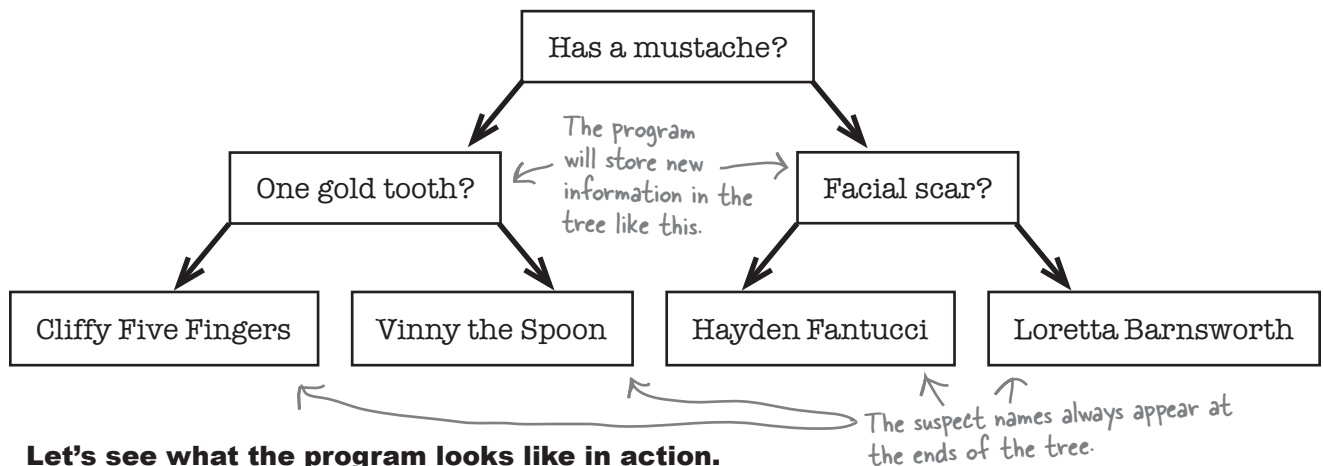 Has a mustache?
The program
will store new
information in the
tree like this.
One gold tooth?
Facial scar?
Cliffy Five Fingers
Vinny the Spoon
Hayden Fantucci
Loretta Barnsworth
The suspect names always appear at
the ends of the tree.
Let's see what the program looks like in action.